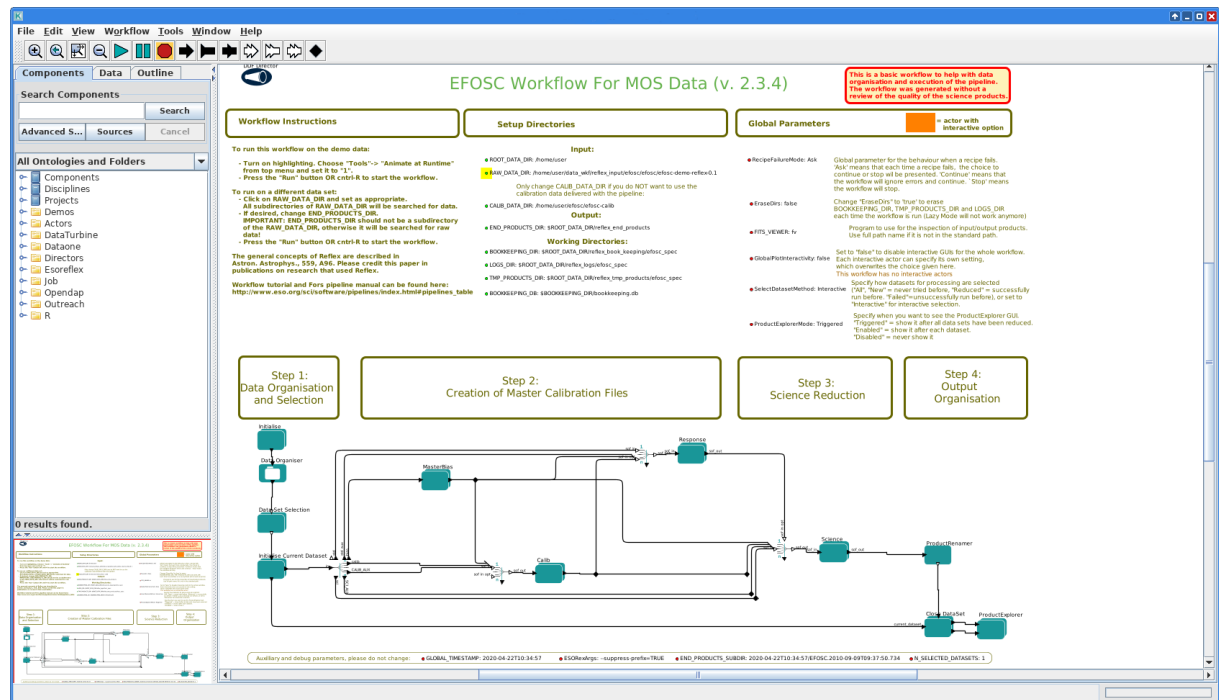 File Edit View Workflow Tools Window Help
Components Data Outline
Search Components
Search
Advanced S... Sources Cancel
All Ontologies and Folders
Components
Disciplines
Projects
Demos
Actors
DataTurbine
Dataone
Directors
Esoreflex
Job
Opendap
Outreach
R
0 results found.
DDF Director
EFOSC Workflow For MOS Data (v. 2.3.4)
This is a basic workflow to help with data
organisation and execution of the pipeline.
The workflow was generated without a
review of the quality of the science products.
Workflow Instructions
Setup Directories
Global Parameters
= actor with
interactive option
To run this workflow on the demo data:
- Turn on highlighting. Choose "Tools"-> "Animate at Runtime"
from top menu and set it to "1".
- Press the "Run" button OR cntrl-R to start the workflow.
To run on a different data set:
- Click on RAW_DATA_DIR and set as appropriate.
All subdirectories of RAW_DATA_DIR will be searched for data.
- If desired, change END_PRODUCTS_DIR.
IMPORTANT: END_PRODUCTS_DIR should not be a subdirectory
of the RAW_DATA_DIR, otherwise it will be searched for raw
data!
- Press the "Run" button OR cntrl-R to start the workflow.
The general concepts of Reflex are described in
Astron. Astrophys., 559, A96. Please credit this paper in
publications on research that used Reflex.
Workflow tutorial and Fors pipeline manual can be found here:
http://www.eso.org/sci/software/pipelines/index.html#pipelines_table
Input:
ROOT_DATA_DIR: /home/user
RAW_DATA_DIR: /home/user/data_wkf/reflex_input/efosc/efosc/efosc-demo-reflex-0.1
Only change CALIB_DATA_DIR if you do NOT want to use the
calibration data delivered with the pipeline:
CALIB_DATA_DIR: /home/user/efosc/efosc-calib
Output:
END_PRODUCTS_DIR: $ROOT_DATA_DIR/reflex_end_products
Working Directories:
BOOKKEEPING_DIR: $ROOT_DATA_DIR/reflex_book_keeping/efosc_spec
LOGS_DIR: $ROOT_DATA_DIR/reflex_logs/efosc_spec
TMP_PRODUCTS_DIR: $ROOT_DATA_DIR/reflex_tmp_products/efosc_spec
BOOKKEEPING_DB: $BOOKKEEPING_DIR/bookkeeping.db
RecipeFailureMode: Ask
Global parameter for the behaviour when a recipe fails.
'Ask' means that each time a recipe fails, the choice to
continue or stop wil be presented. 'Continue' means that
the workflow will ignore errors and continue. ' Stop' means
the workflow will stop.
EraseDirs: false
Change "EraseDirs" to "true" to erase
BOOKKEEPING_DIR, TMP_PRODUCTS_DIR and LOGS_DIR
each time the workflow is run (Lazy Mode will not work anymore)
FITS_VIEWER: fv
Program to use for the inspection of input/output products.
Use full path name if it is not in the standard path.
GlobalPlotInteractivity: false
Set to "false" to disable interactive GUIs for the whole workflow.
Each interactive actor can specify its own setting,
which overwrites the choice given here.
This workflow has no interactive actors
SelectDatasetMethod: Interactive
Specify how datasets for processing are selected
("All", "New" = never tried before, "Reduced" = successfully
run before, "Failed"=unsuccessfully run before), or set to
"Interactive" for interactive selection.
ProductExplorerMode: Triggered
Specify when you want to see the ProductExplorer GUI.
"Triggered" = show it after all data sets have been reduced.
"Enabled" = show it after each dataset.
"Disabled" = never show it
Step 1:
Data Organisation
and Selection
Step 2:
Creation of Master Calibration Files
Step 3:
Science Reduction
Step 4:
Output
Organisation
Initialise
Data Organiser
DataSet Selection
Initialise Current Dataset
MasterBias
Response
Calib
Science
ProductRenamer
Close DataSet
ProductExplorer
current_dataset
Auxiliary and debug parameters, please do not change:
GLOBAL_TIMESTAMP: 2020-04-22T10:34:57
ESORexArgs: --suppress-prefix=TRUE
END_PRODUCTS_SUBDIR: 2020-04-22T10:34:57/EFOSC.2010-09-09T09:37:50.734
N_SELECTED_DATASETS: 1